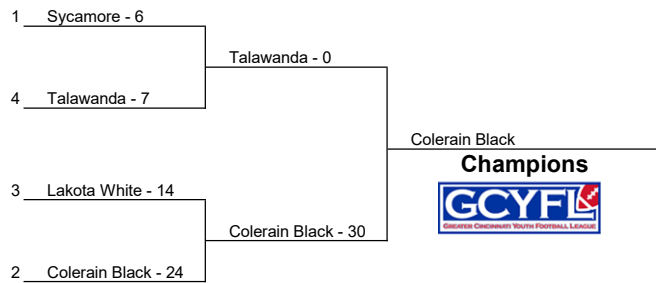 1 Sycamore - 6
Talawanda - 0
4 Talawanda - 7
Colerain Black
Champions
3 Lakota White - 14
GCYFL
GREATER CINCINNATI YOUTH FOOTBALL LEAGUE
Colerain Black - 30
2 Colerain Black - 24